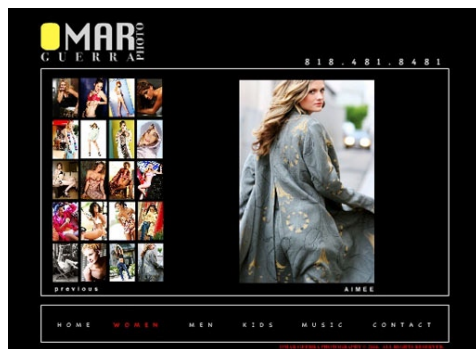 OMAR PHOTO
GUERRA
818.481.8481
previous
AIMEE
HOME WOMEN MEN KIDS MUSIC CONTACT